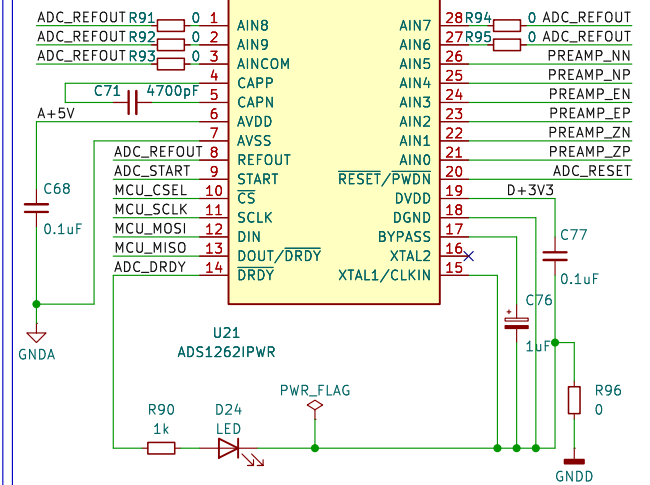 ADC_REFOUT R91 0 1 AIN8 AIN7 28 R94 0 ADC_REFOUT
ADC_REFOUT R92 0 2 AIN9 AIN6 27 R95 0 ADC_REFOUT
ADC_REFOUT R93 0 3 AINCOM AIN5 26 PREAMP_NN
4 CAPP AIN4 25 PREAMP_NP
C71 4700pF 5 CAPN AIN3 24 PREAMP_EN
A+5V 6 AVDD AIN2 23 PREAMP_EP
7 AVSS AIN1 22 PREAMP_ZN
ADC_REFOUT 8 REFOUT AIN0 21 PREAMP_ZP
ADC_START 9 START RESET/PWDN 20 ADC_RESET
MCU_CSEL 10 CS DVDD 19 D+3V3
C68
MCU_SCLK 11 SCLK DGND 18
0.1uF
MCU_MOSI 12 DIN BYPASS 17 C77
MCU_MISO 13 DOUT/DRDY XTAL2 16
ADC_DRDY 14 DRDY XTAL1/CLKIN 15 0.1uF
C76
+
1uF
U21
ADS1262IPWR
GNDA
PWR_FLAG
R96
0
R90 D24
1k LED
GNDD